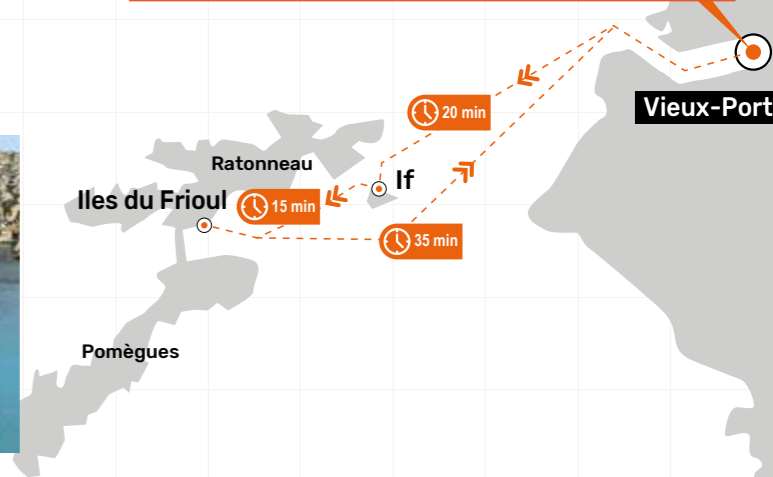 Vieux-Port
20 min
Ratonneau
If
Iles du Frioul
15 min
35 min
Pomègues